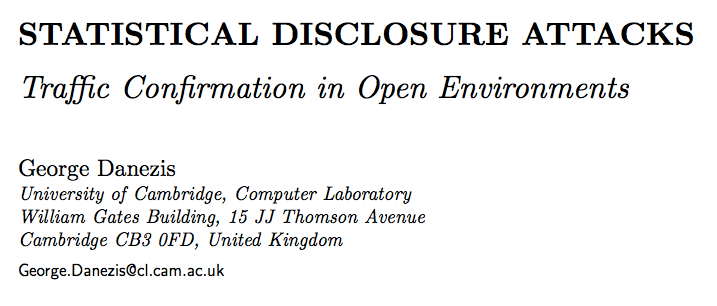 STATISTICAL DISCLOSURE ATTACKS
Traffic Confirmation in Open Environments
George Danezis
University of Cambridge, Computer Laboratory
William Gates Building, 15 JJ Thomson Avenue
Cambridge CB3 0FD, United Kingdom
George.Danezis@cl.cam.ac.uk